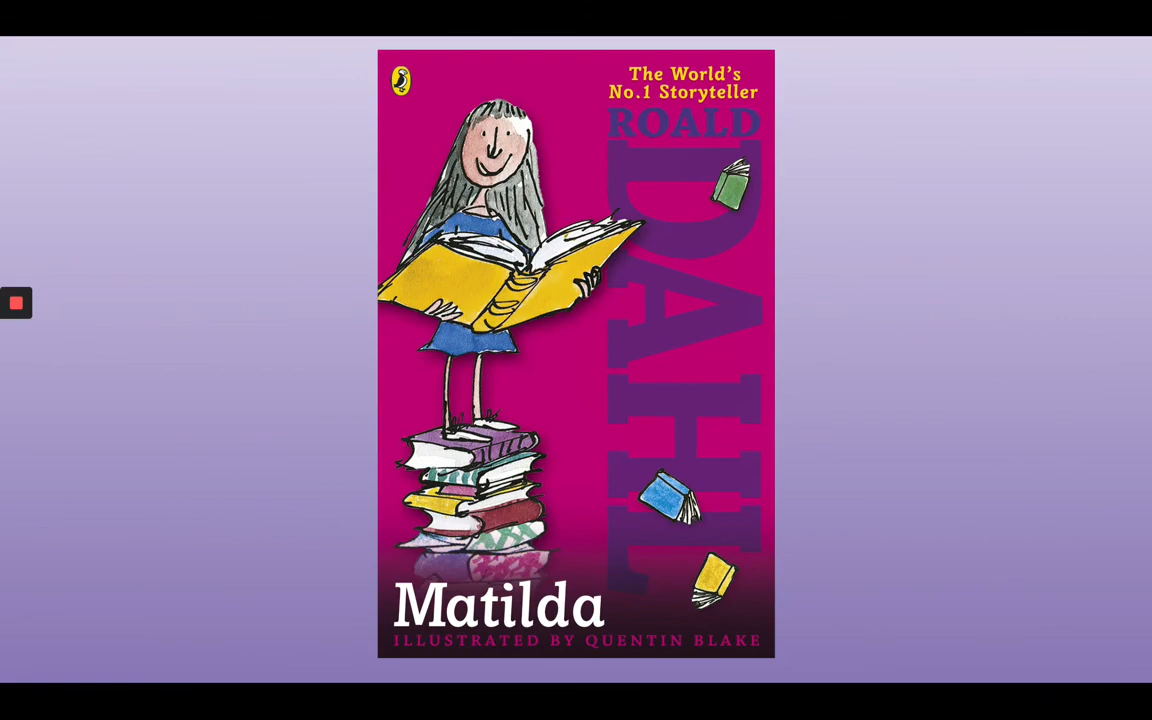 The World's
No.1 Storyteller
ROALD
DAHL
Matilda
ILLUSTRATED BY QUENTIN BLAKE